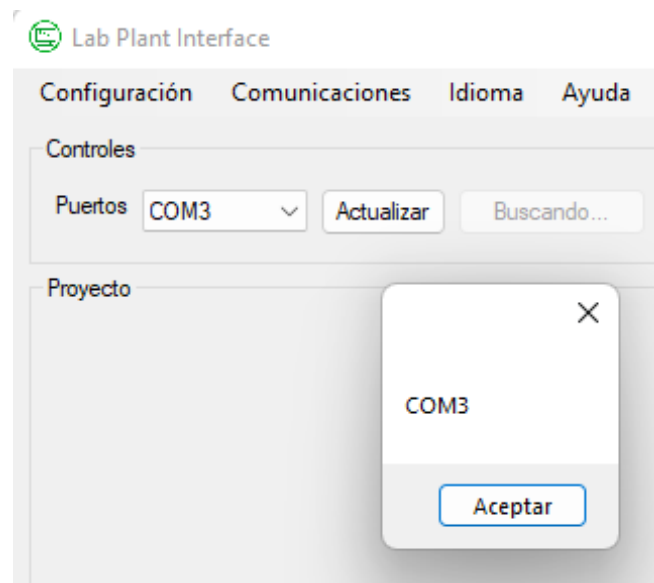 Lab Plant Interface
Configuración Comunicaciones Idioma Ayuda
Controles
Puertos COM3 Actualizar Buscando...
Proyecto
COM3
Aceptar